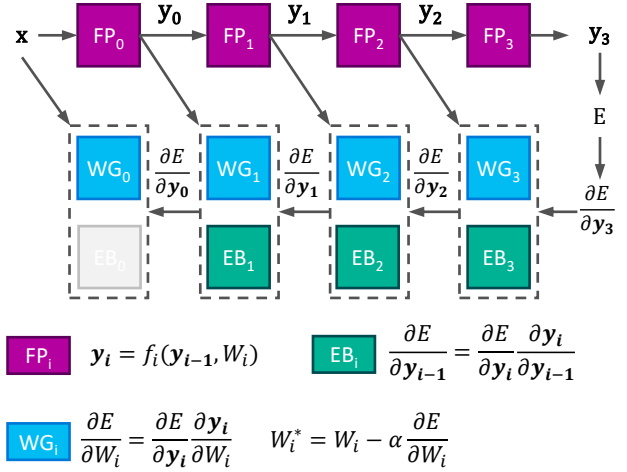 x FP₀ y₀ FP₁ y₁ FP₂ y₂ FP₃ y₃
E
WG₀ ∂E/∂y₀ WG₁ ∂E/∂y₁ WG₂ ∂E/∂y₂ WG₃
∂E/∂y₃
EB₀ EB₁ EB₂ EB₃
FPᵢ yᵢ = fᵢ(yᵢ₋₁, Wᵢ) EBᵢ ∂E/∂yᵢ₋₁ = ∂E/∂yᵢ ∂yᵢ/∂yᵢ₋₁
WGᵢ ∂E/∂Wᵢ = ∂E/∂yᵢ ∂yᵢ/∂Wᵢ Wᵢ* = Wᵢ − α ∂E/∂Wᵢ